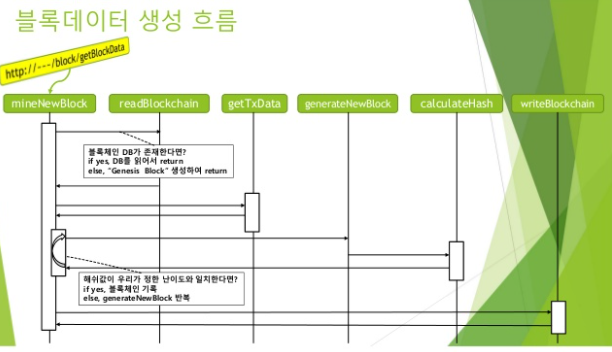 블록데이터 생성 흐름
http://---/block/getBlockData
mineNewBlock
readBlockchain
getTxData
generateNewBlock
calculateHash
writeBlockchain
블록체인 DB가 존재한다면?
if yes, DB를 읽어서 return
else, "Genesis Block" 생성하여 return
해쉬값이 우리가 정한 난이도와 일치한다면?
if yes, 블록체인 기록
else, generateNewBlock 반복